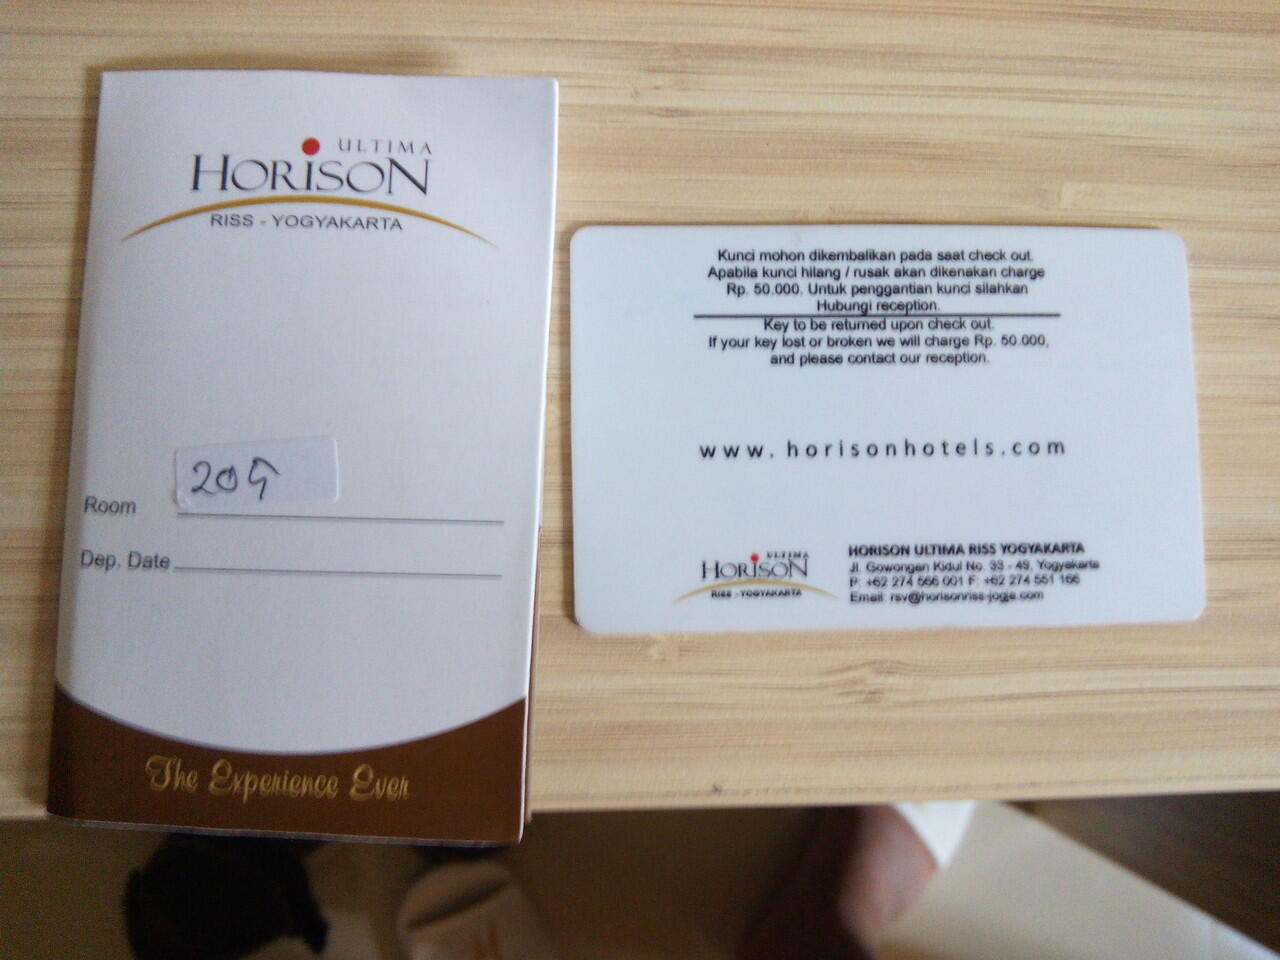 ULTIMA
HORISON
RISS - YOGYAKARTA
Room
Dep. Date
The Experience Ever
Kunci mohon dikembalikan pada saat check out.
Apabila kunci hilang / rusak akan dikenakan charge
Rp. 50.000. Untuk penggantian kunci silahkan
Hubungi reception.
Key to be returned upon check out.
If your key lost or broken we will charge Rp. 50.000,
and please contact our reception.
www.horisonhotels.com
ULTIMA
HORISON
RISS - YOGYAKARTA
HORISON ULTIMA RISS YOGYAKARTA
Jl. Gowongan Kidul No. 33 - 49, Yogyakarta
P: +62 274 566 001 F: +62 274 551 166
Email: rsv@horisonriss-jogja.com